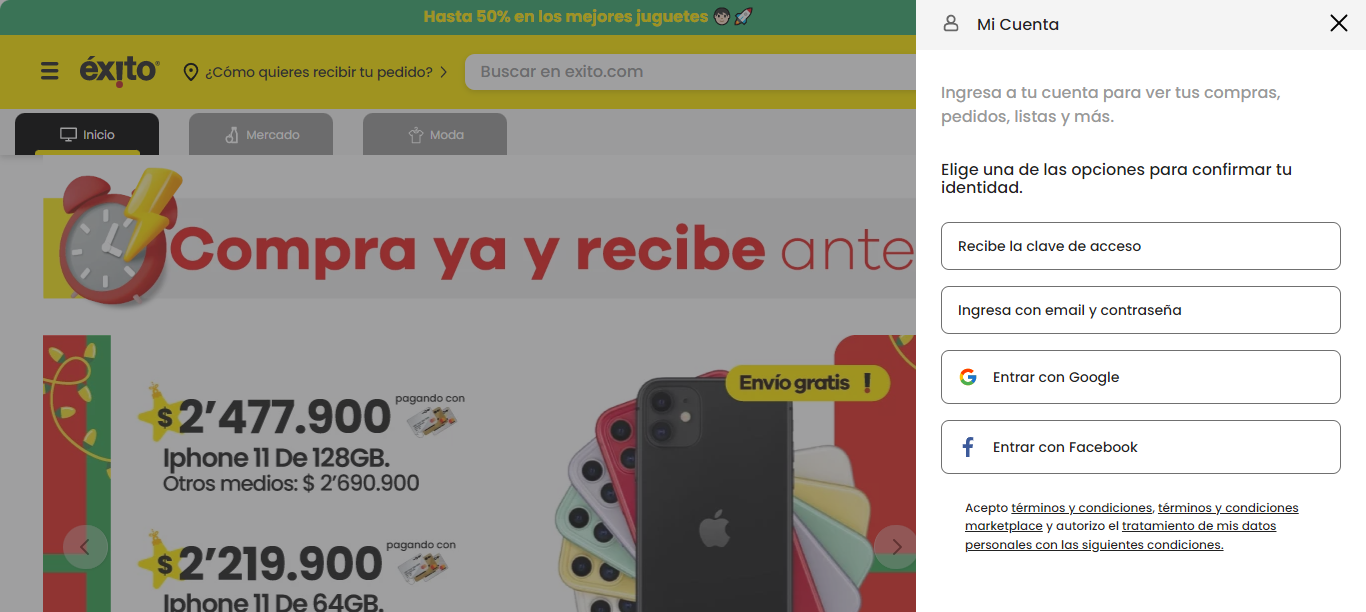 Hasta 50% en los mejores juguetes
éxito
¿Cómo quieres recibir tu pedido?
Buscar en exito.com
Inicio
Mercado
Moda
Compra ya y recibe ante
$2'477.900
pagando con
Iphone 11 De 128GB.
Otros medios: $ 2'690.900
Envío gratis !
$2'219.900
pagando con
Iphone 11 De 64GB.
Mi Cuenta
Ingresa a tu cuenta para ver tus compras,
pedidos, listas y más.
Elige una de las opciones para confirmar tu
identidad.
Recibe la clave de acceso
Ingresa con email y contraseña
Entrar con Google
Entrar con Facebook
Acepto términos y condiciones, términos y condiciones
marketplace y autorizo el tratamiento de mis datos
personales con las siguientes condiciones.